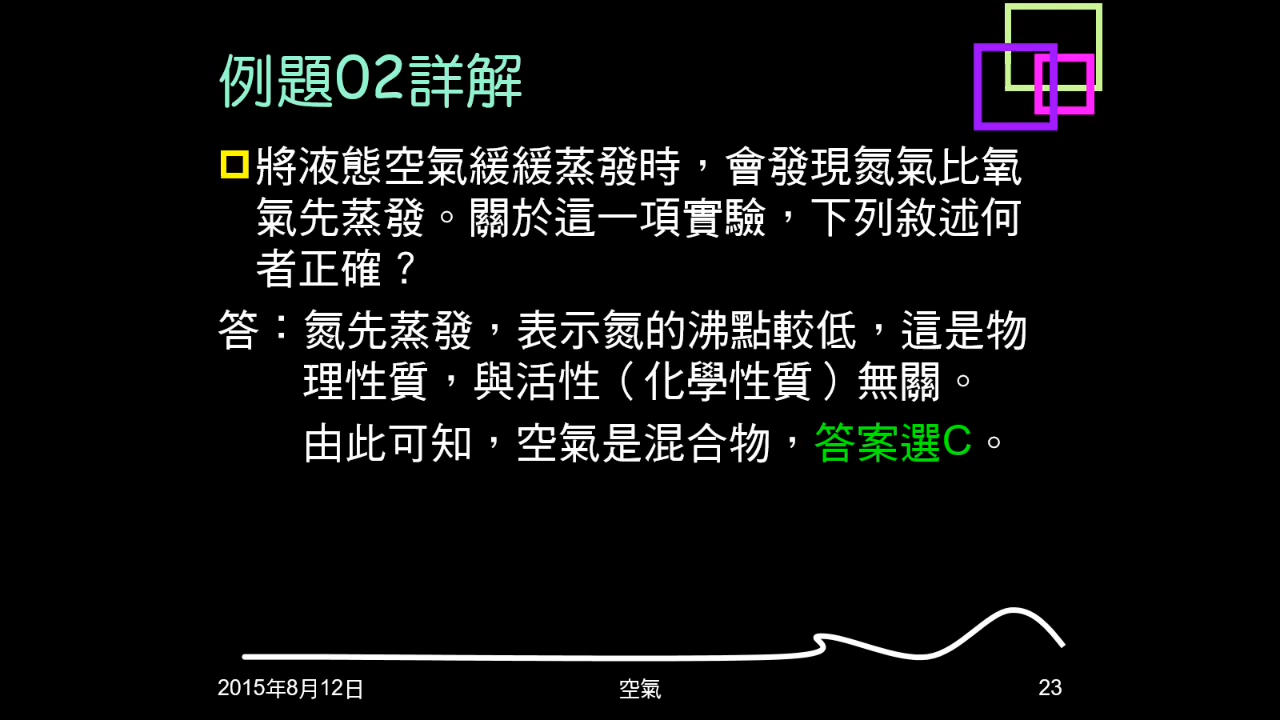 例題02詳解
將液態空氣緩緩蒸發時，會發現氮氣比氧
氣先蒸發。關於這一項實驗，下列敘述何
者正確？
答：氮先蒸發，表示氮的沸點較低，這是物
理性質，與活性（化學性質）無關。
由此可知，空氣是混合物，答案選C。
2015年8月12日
空氣
23